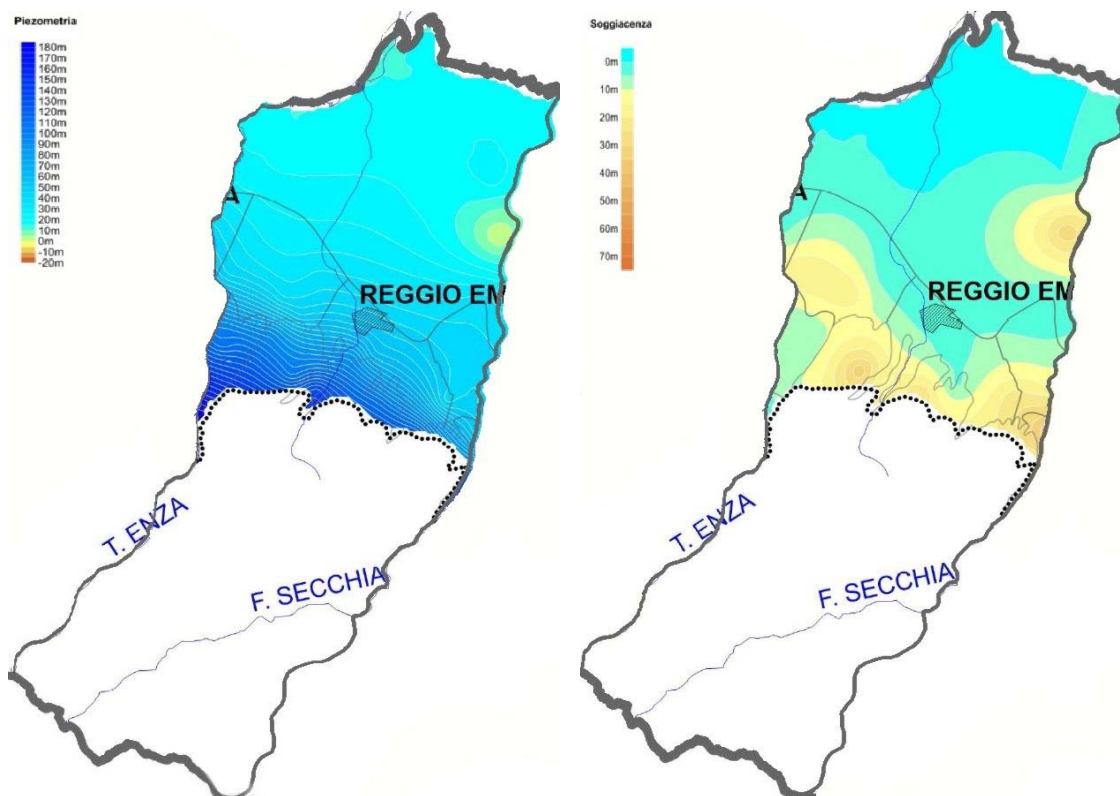 Piezometria
180m
170m
160m
150m
140m
130m
120m
110m
100m
90m
80m
70m
60m
50m
40m
30m
20m
10m
0m
-10m
-20m
A
REGGIO EM
T. ENZA
F. SECCHIA
Soggiacenza
0m
10m
20m
30m
40m
50m
60m
70m
A
REGGIO EM
T. ENZA
F. SECCHIA